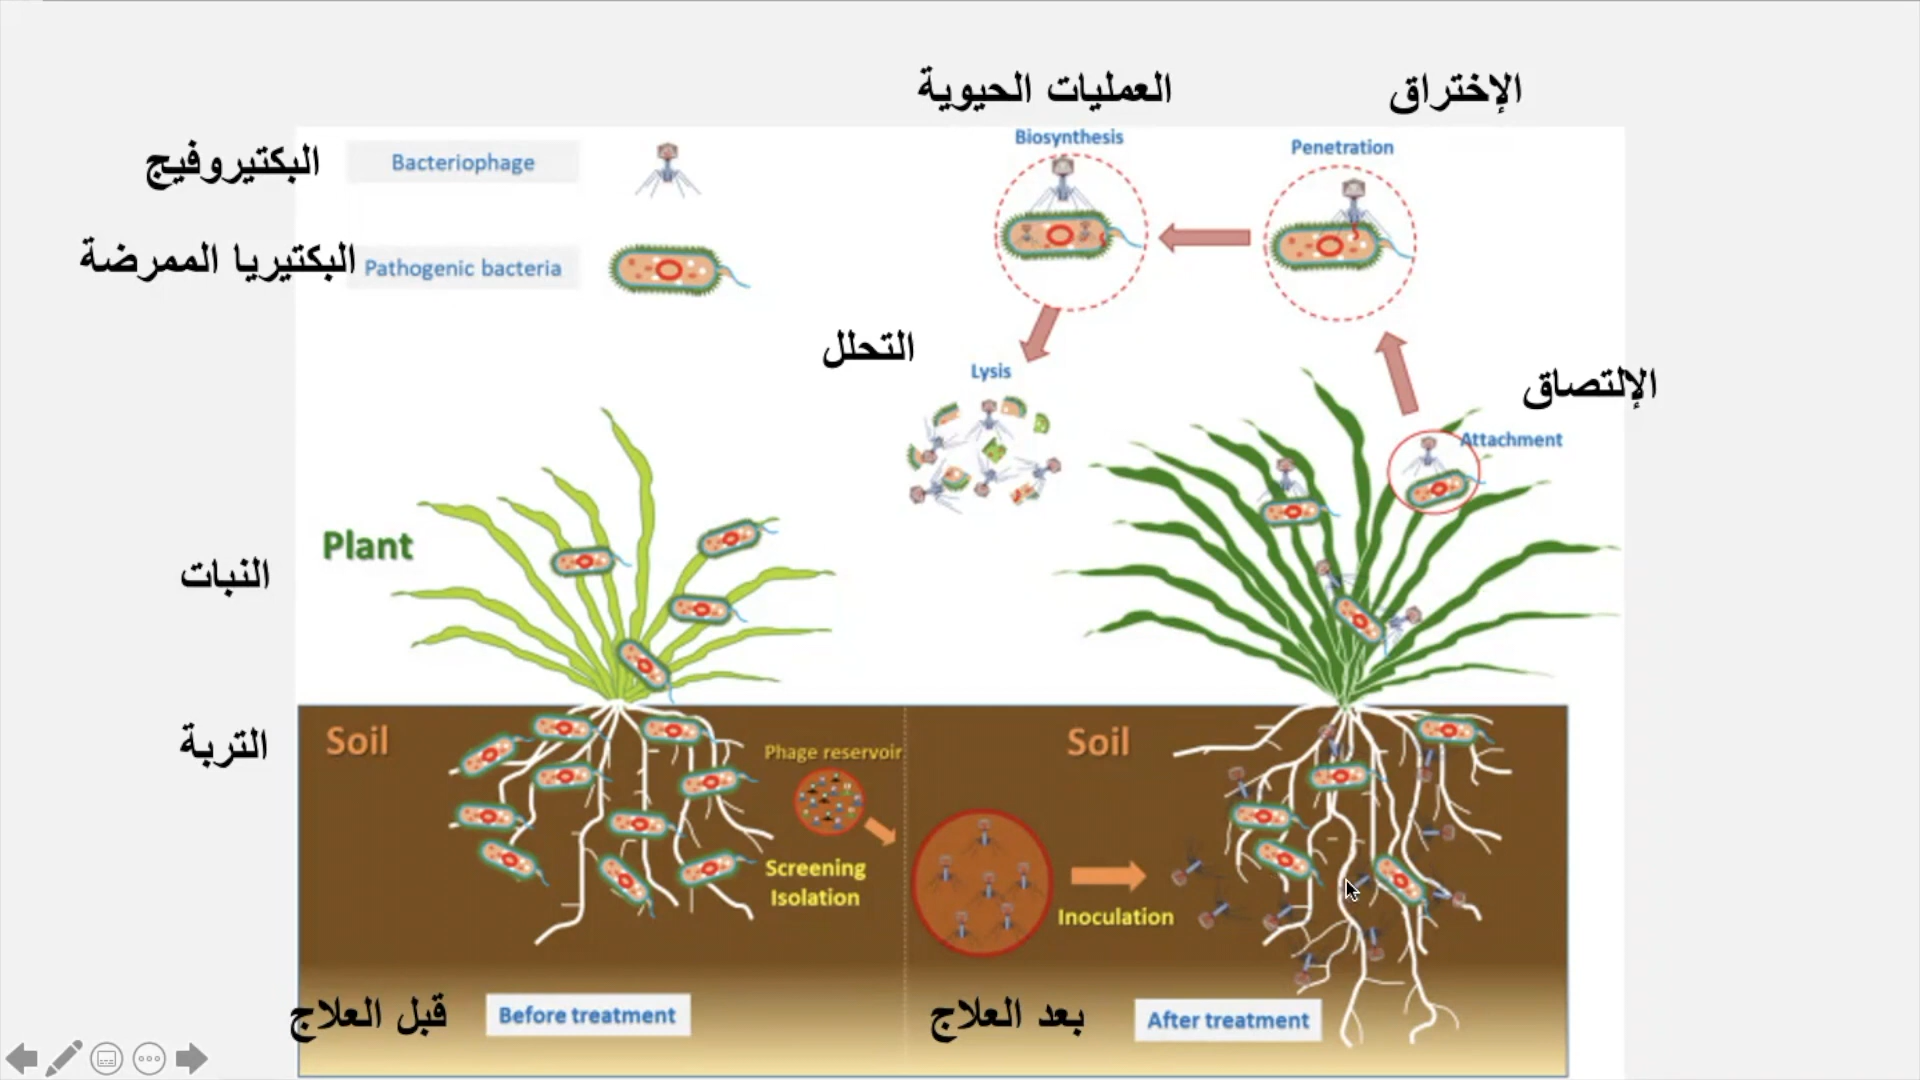 العمليات الحيوية
الإختراق
Biosynthesis
Penetration
البكتيروفيج
Bacteriophage
البكتيريا الممرضة
Pathogenic bacteria
التحلل
Lysis
الإلتصاق
Attachment
Plant
النبات
التربة
Soil
Phage reservoir
Soil
Screening
Isolation
Inoculation
قبل العلاج
Before treatment
بعد العلاج
After treatment